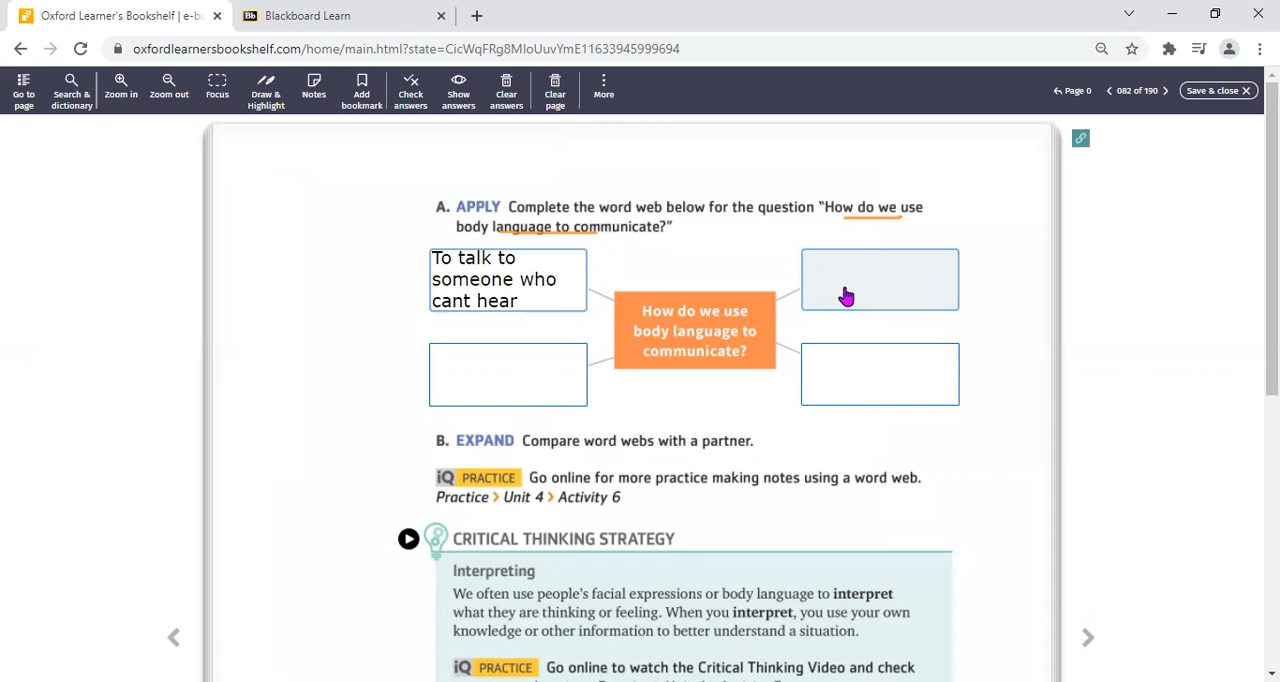 Oxford Learner's Bookshelf | e-bo
Blackboard Learn
oxfordlearnersbookshelf.com/home/main.html?state=CicWqFRg8MIoUuvYmE11633945999694
Go to page
Search & dictionary
Zoom in
Zoom out
Focus
Draw & Highlight
Notes
Add bookmark
Check answers
Show answers
Clear answers
Clear page
More
Page 0
082 of 190
Save & close
A. APPLY Complete the word web below for the question “How do we use
body language to communicate?”
To talk to
someone who
cant hear
How do we use
body language to
communicate?
B. EXPAND Compare word webs with a partner.
iQ PRACTICE Go online for more practice making notes using a word web.
Practice > Unit 4 > Activity 6
CRITICAL THINKING STRATEGY
Interpreting
We often use people's facial expressions or body language to interpret
what they are thinking or feeling. When you interpret, you use your own
knowledge or other information to better understand a situation.
iQ PRACTICE Go online to watch the Critical Thinking Video and check